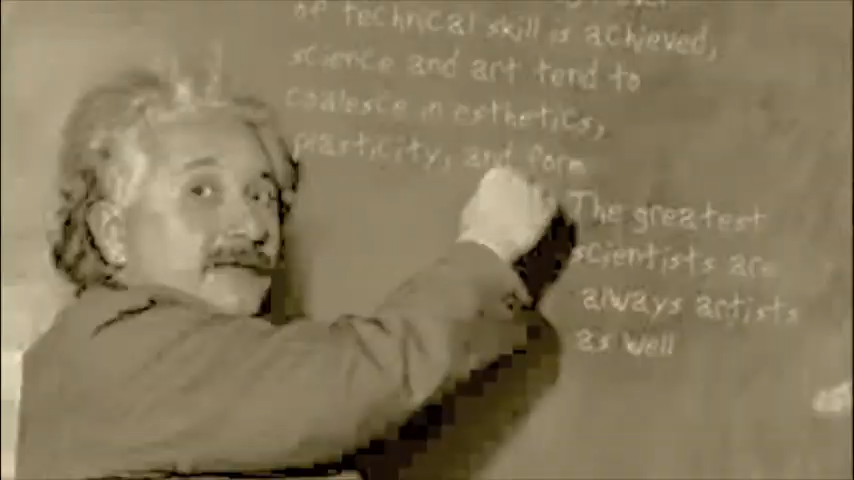 of technical skill is achieved,
science and art tend to
coalesce in esthetics,
plasticity, and form
The greatest
scientists are
always artists
as well